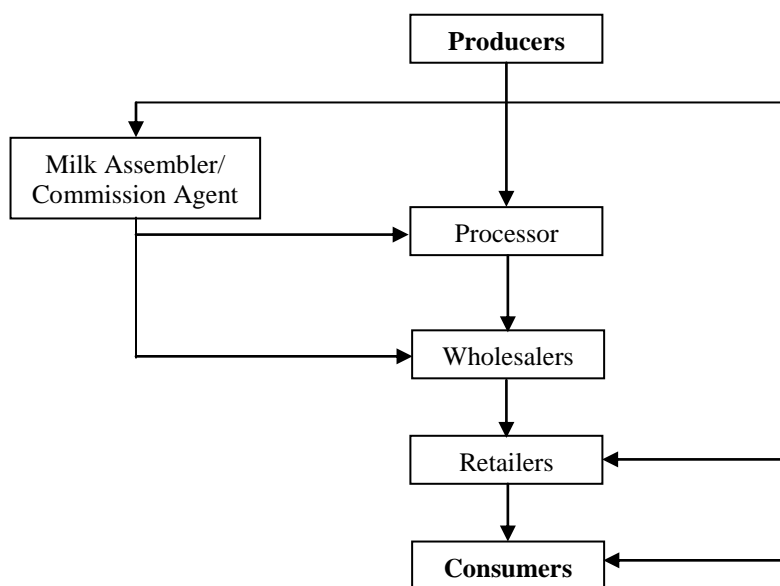 Producers
Milk Assembler/
Commission Agent
Processor
Wholesalers
Retailers
Consumers